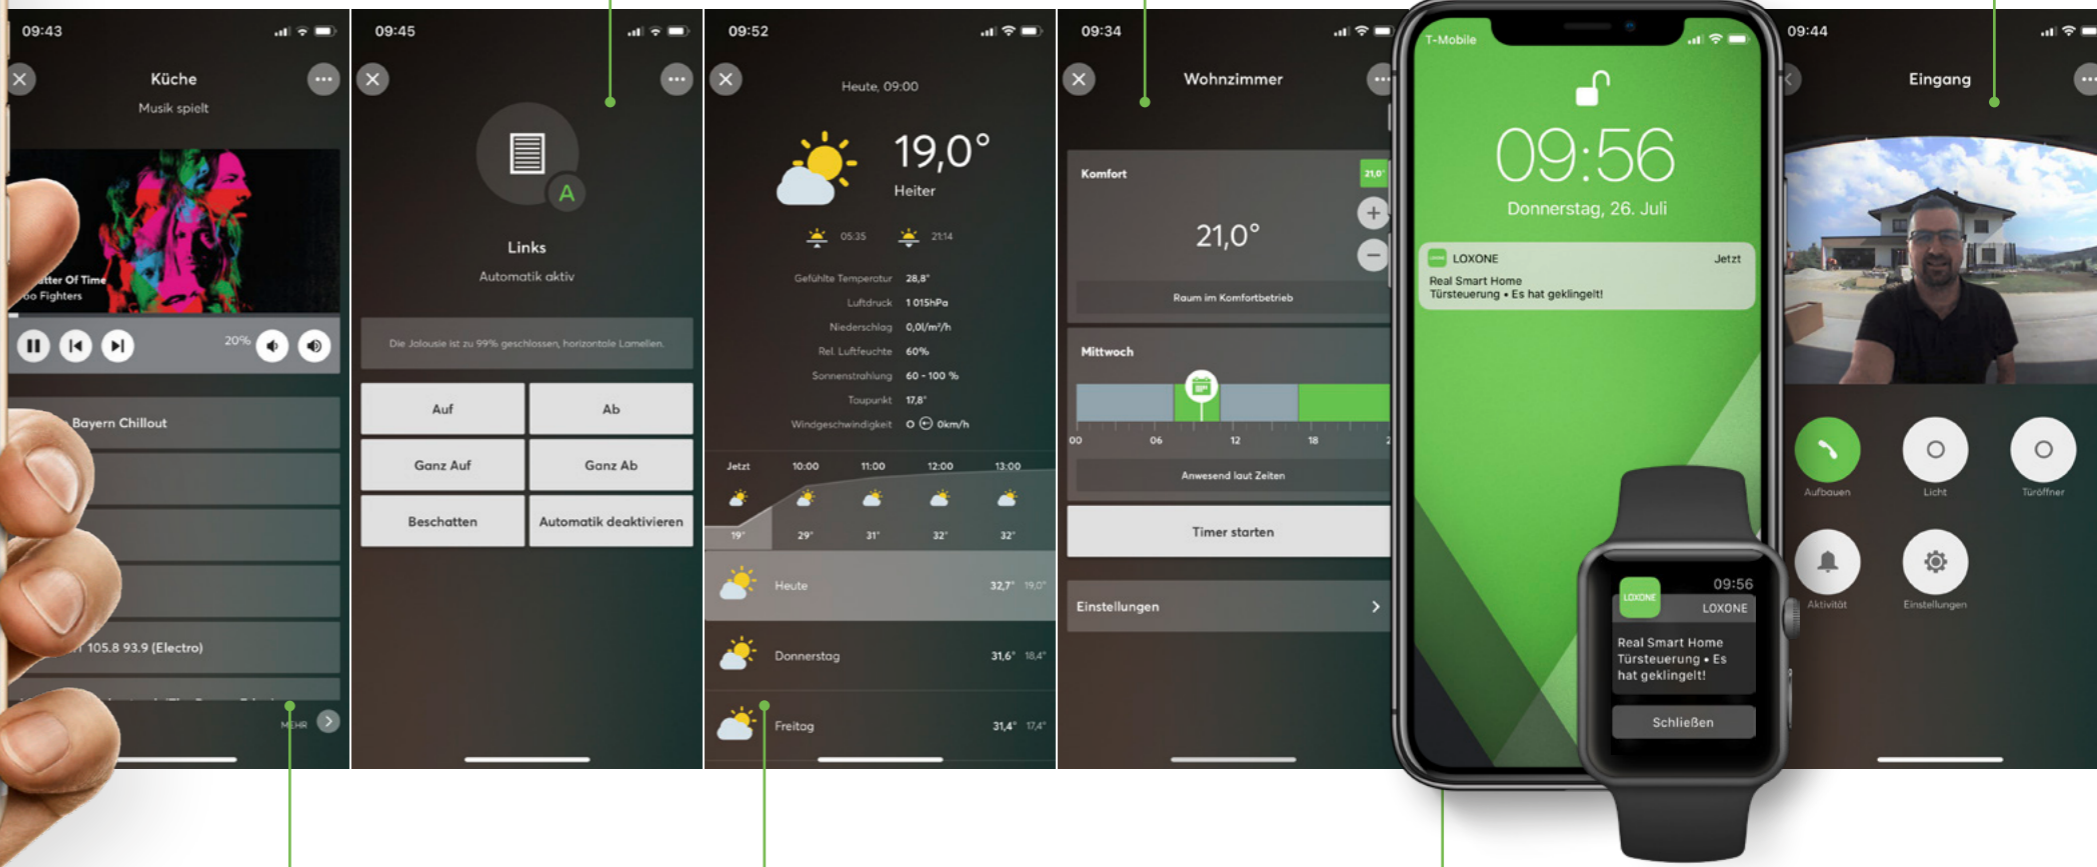 09:43
Küche
Musik spielt
tter Of Time
oo Fighters
20%
Bayern Chillout
105.8 93.9 (Electro)
MEHR
09:45
A
Links
Automatik aktiv
Die Jalousie ist zu 99% geschlossen, horizontale Lamellen.
Auf
Ab
Ganz Auf
Ganz Ab
Beschatten
Automatik deaktivieren
09:52
Heute, 09:00
19,0°
Heiter
05:35
21:14
Gefühlte Temperatur 28,8°
Luftdruck 1 015hPa
Niederschlag 0,0l/m²/h
Rel. Luftfeuchte 60%
Sonnenstrahlung 60 - 100 %
Taupunkt 17,8°
Windgeschwindigkeit O 0km/h
Jetzt 10:00 11:00 12:00 13:00
19° 29° 31° 32° 32°
Heute 32,7° 19,0°
Donnerstag 31,6° 18,4°
Freitag 31,4° 17,4°
09:34
Wohnzimmer
Komfort
21,0°
21,0°
Raum im Komfortbetrieb
Mittwoch
00 06 12 18 2
Anwesend laut Zeiten
Timer starten
Einstellungen
T-Mobile
09:56
Donnerstag, 26. Juli
LOXONE
LOXONE Jetzt
Real Smart Home
Türsteuerung • Es hat geklingelt!
09:56
LOXONE
LOXONE
Real Smart Home
Türsteuerung • Es
hat geklingelt!
Schließen
09:44
Eingang
Aufbauen
Licht
Türöffner
Aktivität
Einstellungen